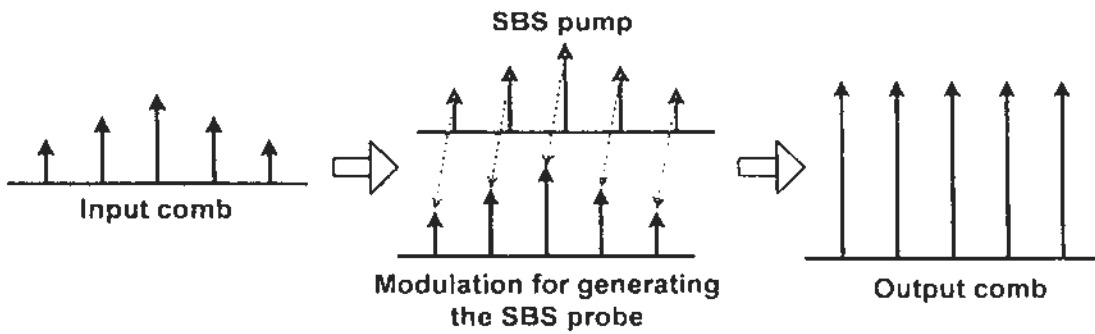 SBS pump
Input comb
Modulation for generating
the SBS probe
Output comb